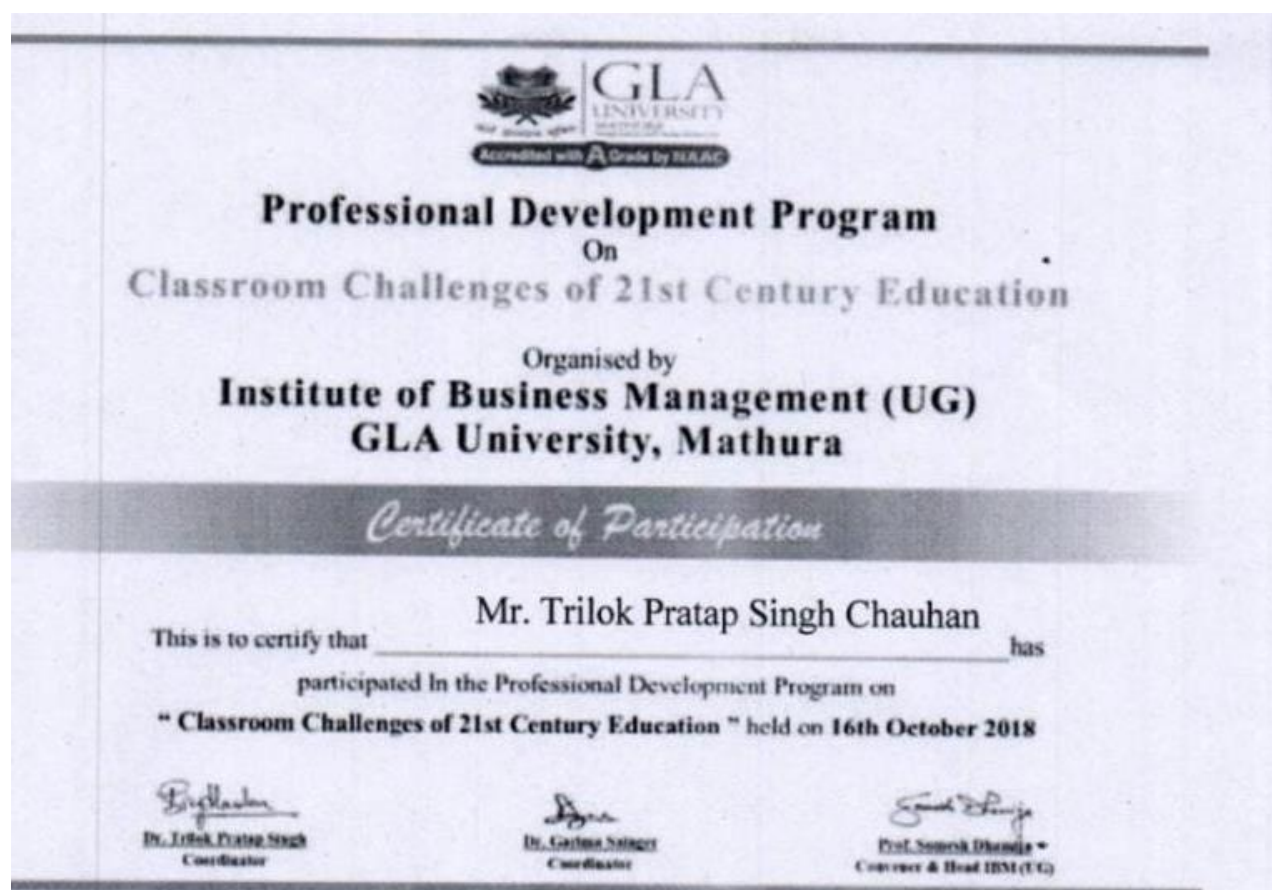 GLA
UNIVERSITY
Accredited with A Grade by NAAC
Professional Development Program
On
Classroom Challenges of 21st Century Education
Organised by
Institute of Business Management (UG)
GLA University, Mathura
Certificate of Participation
Mr. Trilok Pratap Singh Chauhan
This is to certify that has
participated In the Professional Development Program on
" Classroom Challenges of 21st Century Education " held on 16th October 2018
Dr. Trilok Pratap Singh
Coordinator
Dr. Garima
Coordinator
Prof. Somesh Dhamija
Convener & Head IBM (UG)